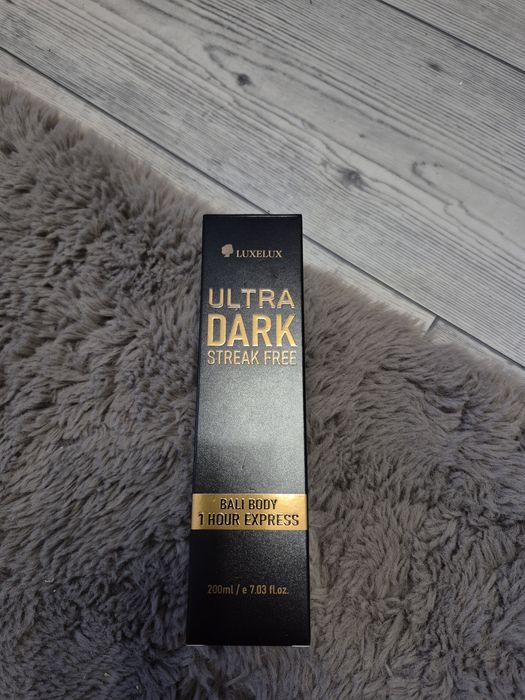 LUXELUX
ULTRA
DARK
STREAK FREE
BALI BODY
1 HOUR EXPRESS
200ml / e 7.03 fl.oz.